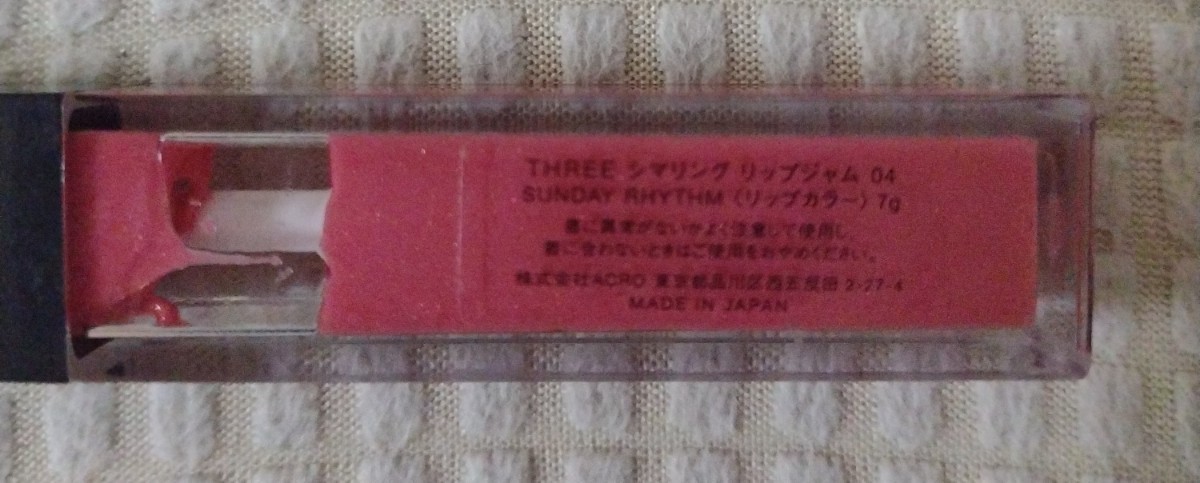 THREE シマリング リップジャム 04
SUNDAY RHYTHM〈リップカラー〉7g
唇に異常がないかよく注意して使用し、
唇に合わないときはご使用をおやめください。
株式会社ACRO 東京都品川区西五反田 2-27-4
MADE IN JAPAN